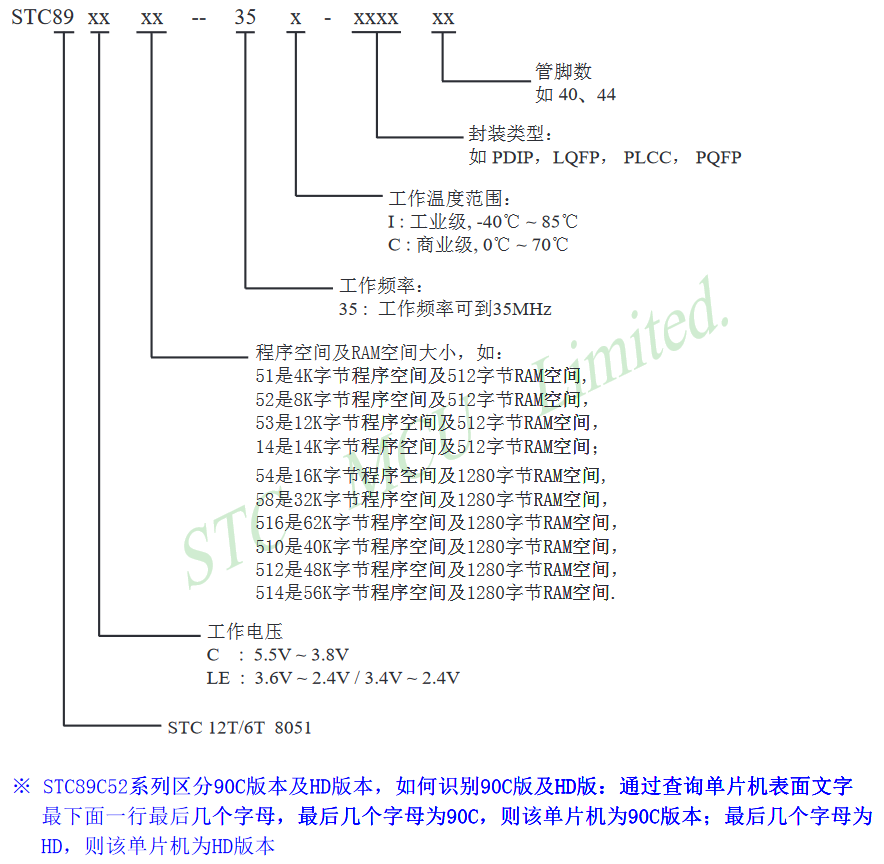 STC89 xx xx -- 35 x - xxxx xx
管脚数
如 40、44
封装类型：
如 PDIP，LQFP， PLCC， PQFP
工作温度范围：
I : 工业级, -40℃ ~ 85℃
C : 商业级, 0℃ ~ 70℃
工作频率：
35 : 工作频率可到35MHz
程序空间及RAM空间大小，如：
51是4K字节程序空间及512字节RAM空间,
52是8K字节程序空间及512字节RAM空间，
53是12K字节程序空间及512字节RAM空间，
14是14K字节程序空间及512字节RAM空间；
54是16K字节程序空间及1280字节RAM空间,
58是32K字节程序空间及1280字节RAM空间，
516是62K字节程序空间及1280字节RAM空间，
510是40K字节程序空间及1280字节RAM空间，
512是48K字节程序空间及1280字节RAM空间，
514是56K字节程序空间及1280字节RAM空间.
工作电压
C : 5.5V ~ 3.8V
LE : 3.6V ~ 2.4V / 3.4V ~ 2.4V
STC 12T/6T 8051
STC MCU Limited.
※ STC89C52系列区分90C版本及HD版本，如何识别90C版及HD版：通过查询单片机表面文字
最下面一行最后几个字母，最后几个字母为90C，则该单片机为90C版本；最后几个字母为
HD，则该单片机为HD版本